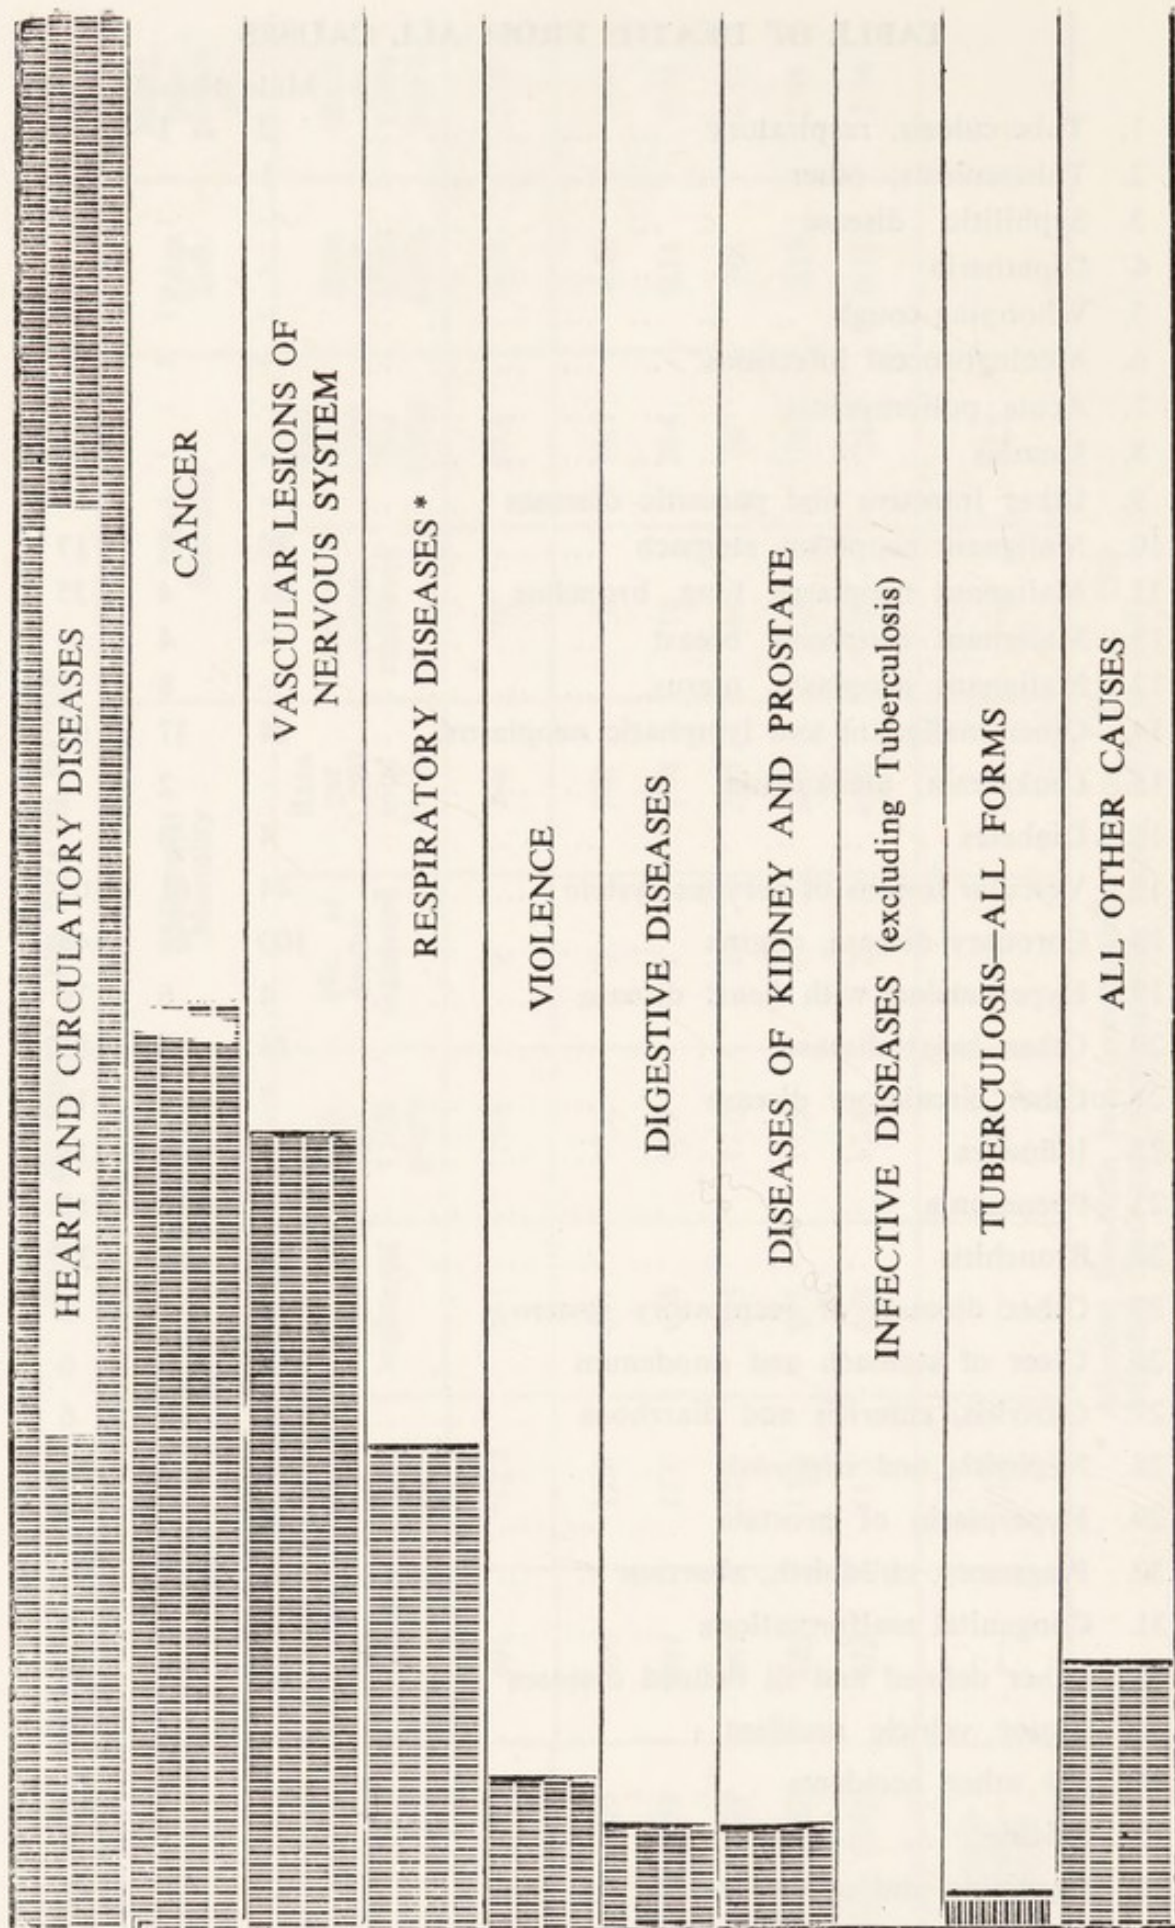 HEART AND CIRCULATORY DISEASES
CANCER
VASCULAR LESIONS OF
NERVOUS SYSTEM
RESPIRATORY DISEASES *
VIOLENCE
DIGESTIVE DISEASES
DISEASES OF KIDNEY AND PROSTATE
INFECTIVE DISEASES (excluding Tuberculosis)
TUBERCULOSIS—ALL FORMS
ALL OTHER CAUSES